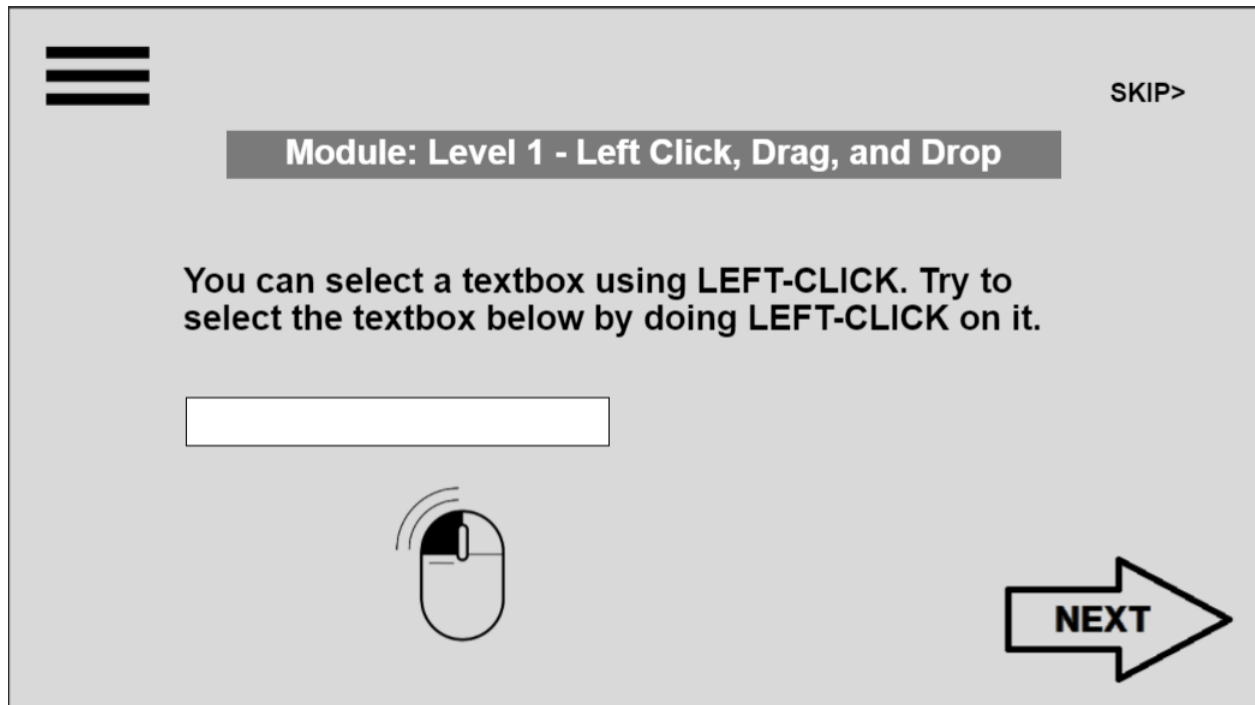 SKIP>
Module: Level 1 - Left Click, Drag, and Drop
You can select a textbox using LEFT-CLICK. Try to
select the textbox below by doing LEFT-CLICK on it.
NEXT